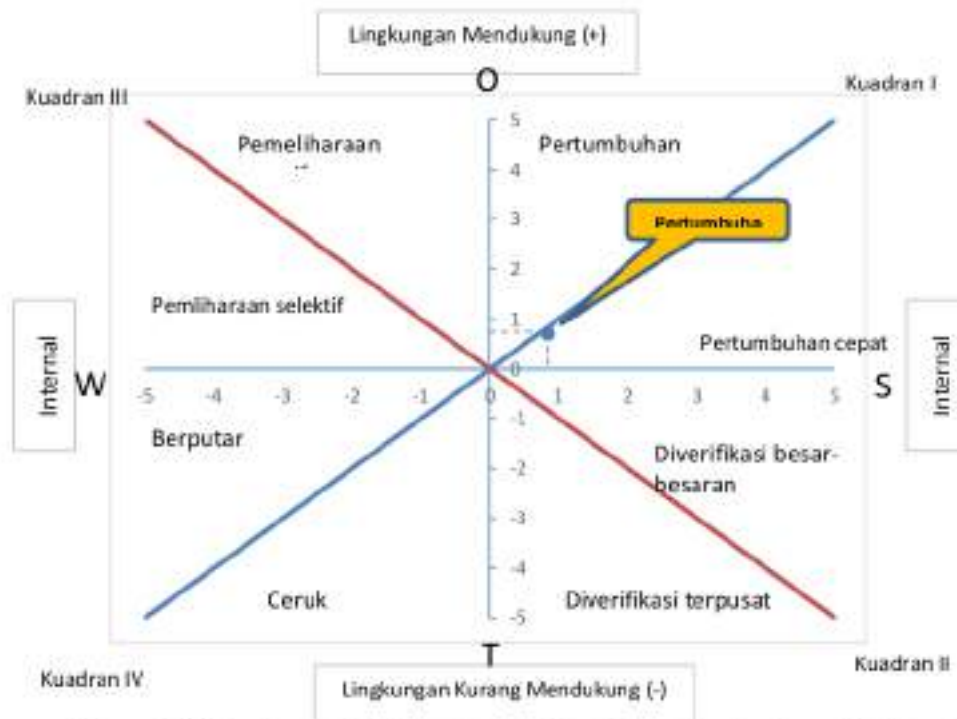 Lingkungan Mendukung (+)
O
Kuadran III
Kuadran I
Pemeliharaan
Pertumbuhan
5
4
3
2
1
0
-1
-2
-3
-4
-5
Pertumbuha
Pemliharaan selektif
Pertumbuhan cepat
Internal
W
-5 -4 -3 -2 -1 0 1 2 3 4 5
S
Internal
Berputar
Diverifikasi besar-
besaran
Ceruk
Diverifikasi terpusat
T
Kuadran IV
Kuadran II
Lingkungan Kurang Mendukung (-)